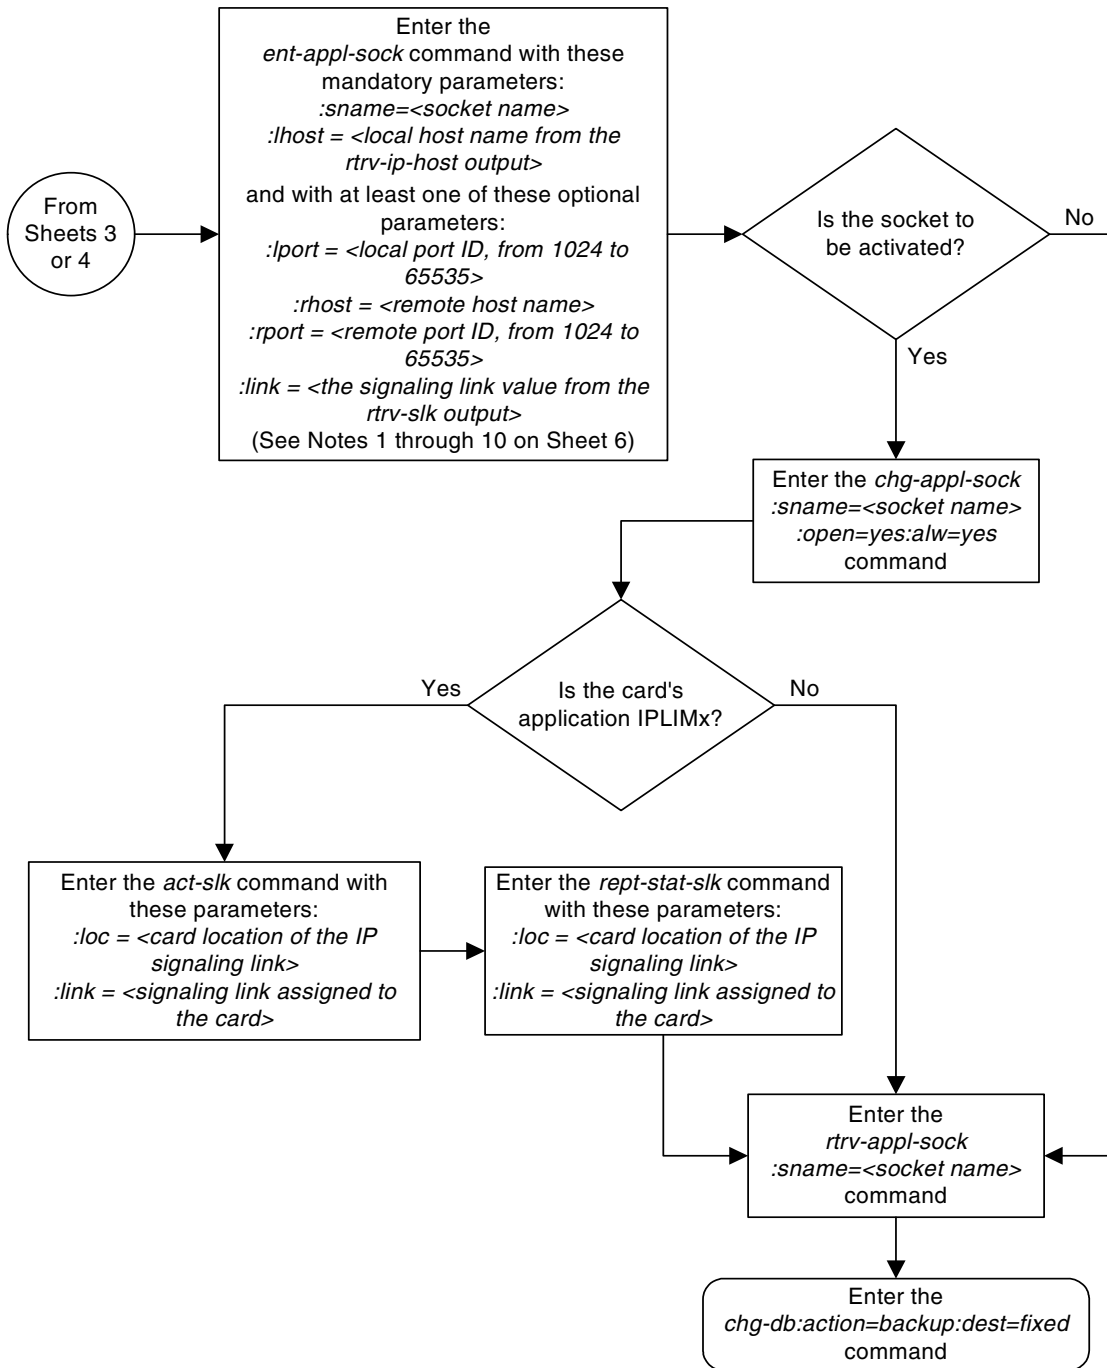 From
Sheets 3
or 4
Enter the
ent-appl-sock command with these
mandatory parameters:
:sname=<socket name>
:lhost = <local host name from the
rtrv-ip-host output>
and with at least one of these optional
parameters:
:lport = <local port ID, from 1024 to
65535>
:rhost = <remote host name>
:rport = <remote port ID, from 1024 to
65535>
:link = <the signaling link value from the
rtrv-slk output>
(See Notes 1 through 10 on Sheet 6)
Is the socket to
be activated?
No
Yes
Enter the chg-appl-sock
:sname=<socket name>
:open=yes:alw=yes
command
Is the card's
application IPLIMx?
Yes
No
Enter the act-slk command with
these parameters:
:loc = <card location of the IP
signaling link>
:link = <signaling link assigned to
the card>
Enter the rept-stat-slk command
with these parameters:
:loc = <card location of the IP
signaling link>
:link = <signaling link assigned to
the card>
Enter the
rtrv-appl-sock
:sname=<socket name>
command
Enter the
chg-db:action=backup:dest=fixed
command